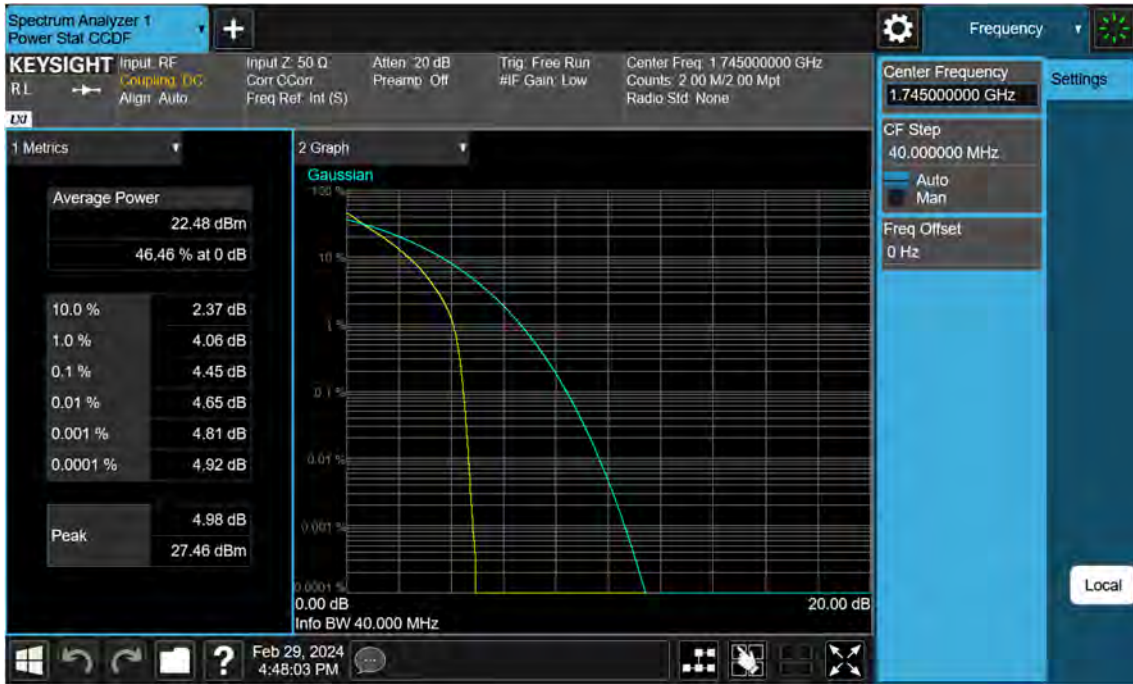 Spectrum Analyzer 1
Power Stat CCDF
+
Frequency
KEYSIGHT
RL
LXI
Input: RF
Coupling: DC
Align: Auto
Input Z: 50 Ω
Corr CCorr
Freq Ref: Int (S)
Atten: 20 dB
Preamp: Off
Trig: Free Run
#IF Gain: Low
Center Freq: 1.745000000 GHz
Counts: 2.00 M/2.00 Mpt
Radio Std: None
Center Frequency
1.745000000 GHz
Settings
CF Step
40.000000 MHz
Auto
Man
Freq Offset
0 Hz
Local
1 Metrics
Average Power
22.48 dBm
46.46 % at 0 dB
10.0 % 2.37 dB
1.0 % 4.06 dB
0.1 % 4.45 dB
0.01 % 4.65 dB
0.001 % 4.81 dB
0.0001 % 4.92 dB
Peak
4.98 dB
27.46 dBm
2 Graph
Gaussian
100 %
10 %
1 %
0.1 %
0.01 %
0.001 %
0.0001 %
0.00 dB 20.00 dB
Info BW 40.000 MHz
?
Feb 29, 2024
4:48:03 PM